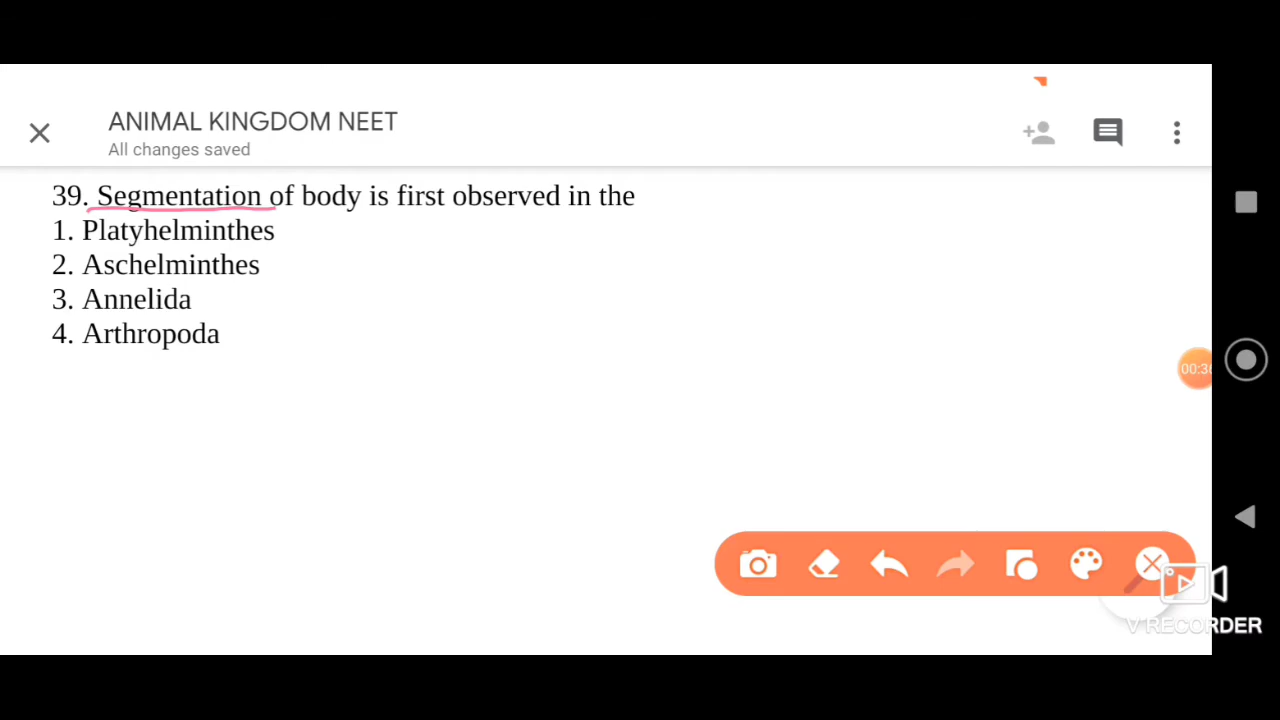 ANIMAL KINGDOM NEET
All changes saved
39. Segmentation of body is first observed in the
1. Platyhelminthes
2. Aschelminthes
3. Annelida
4. Arthropoda
V RECORDER